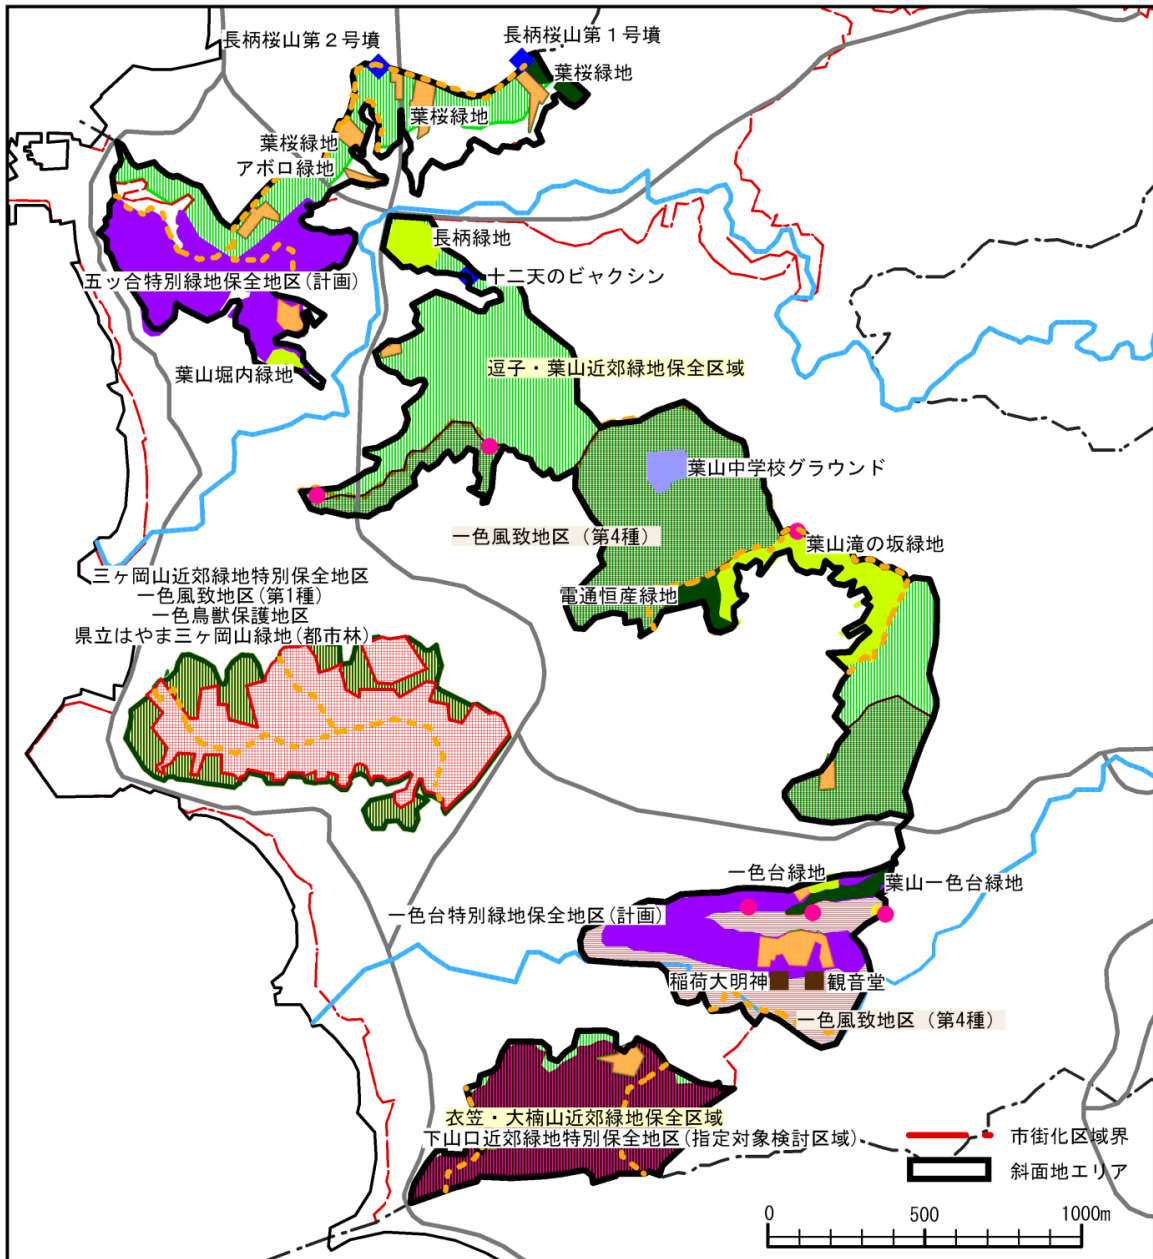 長柄桜山第２号墳
長柄桜山第１号墳
葉桜緑地
葉桜緑地
葉桜緑地
アボロ緑地
長柄緑地
十二天のビャクシン
五ッ合特別緑地保全地区(計画)
葉山堀内緑地
逗子・葉山近郊緑地保全区域
葉山中学校グラウンド
一色風致地区（第4種）
葉山滝の坂緑地
電通恒産緑地
三ヶ岡山近郊緑地特別保全地区
一色風致地区(第1種)
一色鳥獣保護地区
県立はやま三ヶ岡山緑地(都市林)
一色台緑地
葉山一色台緑地
一色台特別緑地保全地区(計画)
稲荷大明神
観音堂
一色風致地区（第4種）
衣笠・大楠山近郊緑地保全区域
下山口近郊緑地特別保全地区(指定対象検討区域)
市街化区域界
斜面地エリア
0 500 1000m